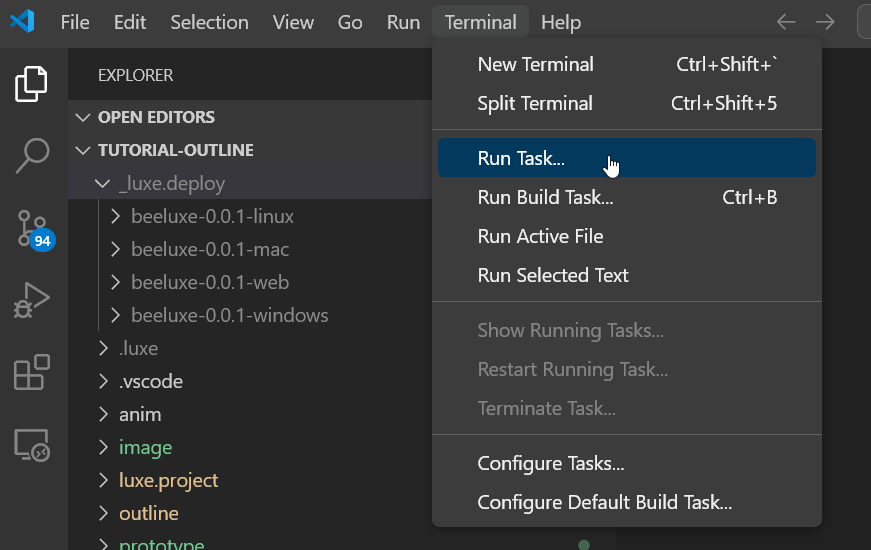 File Edit Selection View Go Run Terminal Help
EXPLORER
OPEN EDITORS
TUTORIAL-OUTLINE
_luxe.deploy
beeluxe-0.0.1-linux
beeluxe-0.0.1-mac
beeluxe-0.0.1-web
beeluxe-0.0.1-windows
.luxe
.vscode
anim
image
luxe.project
outline
prototype
94
New Terminal Ctrl+Shift+`
Split Terminal Ctrl+Shift+5
Run Task...
Run Build Task... Ctrl+B
Run Active File
Run Selected Text
Show Running Tasks...
Restart Running Task...
Terminate Task...
Configure Tasks...
Configure Default Build Task...